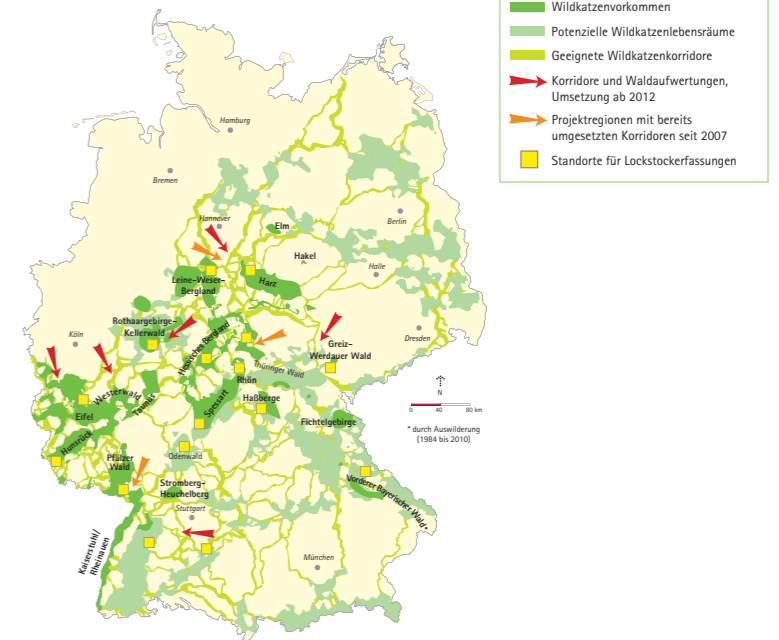 Wildkatzenvorkommen
Potenzielle Wildkatzenlebensräume
Geeignete Wildkatzenkorridore
Korridore und Waldaufwertungen,
Umsetzung ab 2012
Projektregionen mit bereits
umgesetzten Korridoren seit 2007
Standorte für Lockstockerfassungen
Hamburg
Bremen
Hannover
Elm
Berlin
Hakel
Halle
Leine-Weser-
Bergland
Harz
Rothaargebirge-
Kellerwald
Köln
Hessisches Bergland
Greiz-
Werdauer Wald
Dresden
Thüringer Wald
Rhön
Westerwald
Taunus
Spessart
Haßberge
Eifel
Fichtelgebirge
Hunsrück
Pfälzer
Wald
Odenwald
Stromberg-
Heuchelberg
Stuttgart
Vorderer Bayerischer Wald*
Kaiserstuhl/
Rheinauen
München
N
0 40 80 km
* durch Auswilderung
(1984 bis 2010)